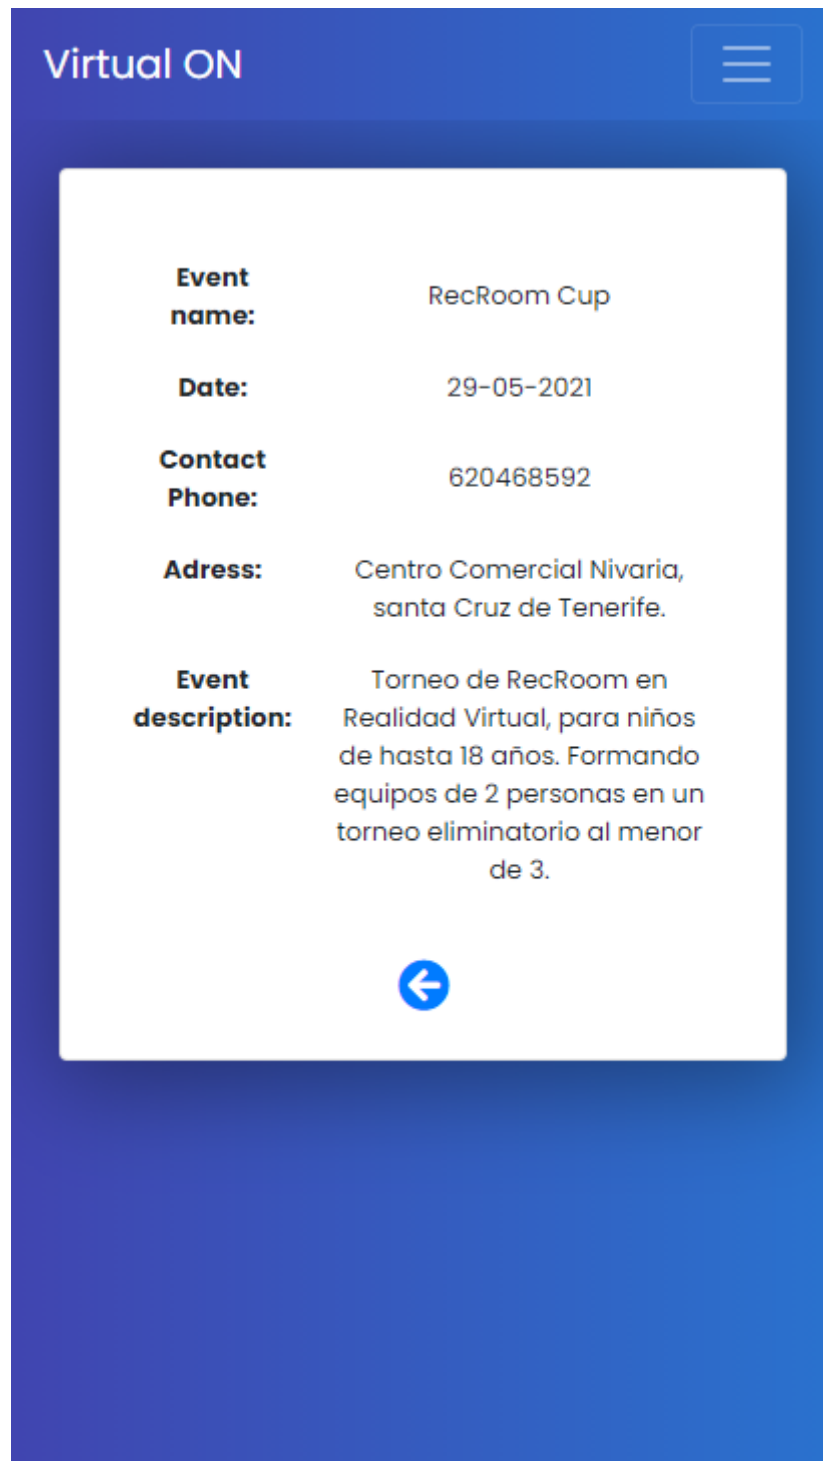 Virtual ON
Event
name:
RecRoom Cup
Date:
29-05-2021
Contact
Phone:
620468592
Adress:
Centro Comercial Nivaria,
santa Cruz de Tenerife.
Event
description:
Torneo de RecRoom en
Realidad Virtual, para niños
de hasta 18 años. Formando
equipos de 2 personas en un
torneo eliminatorio al menor
de 3.